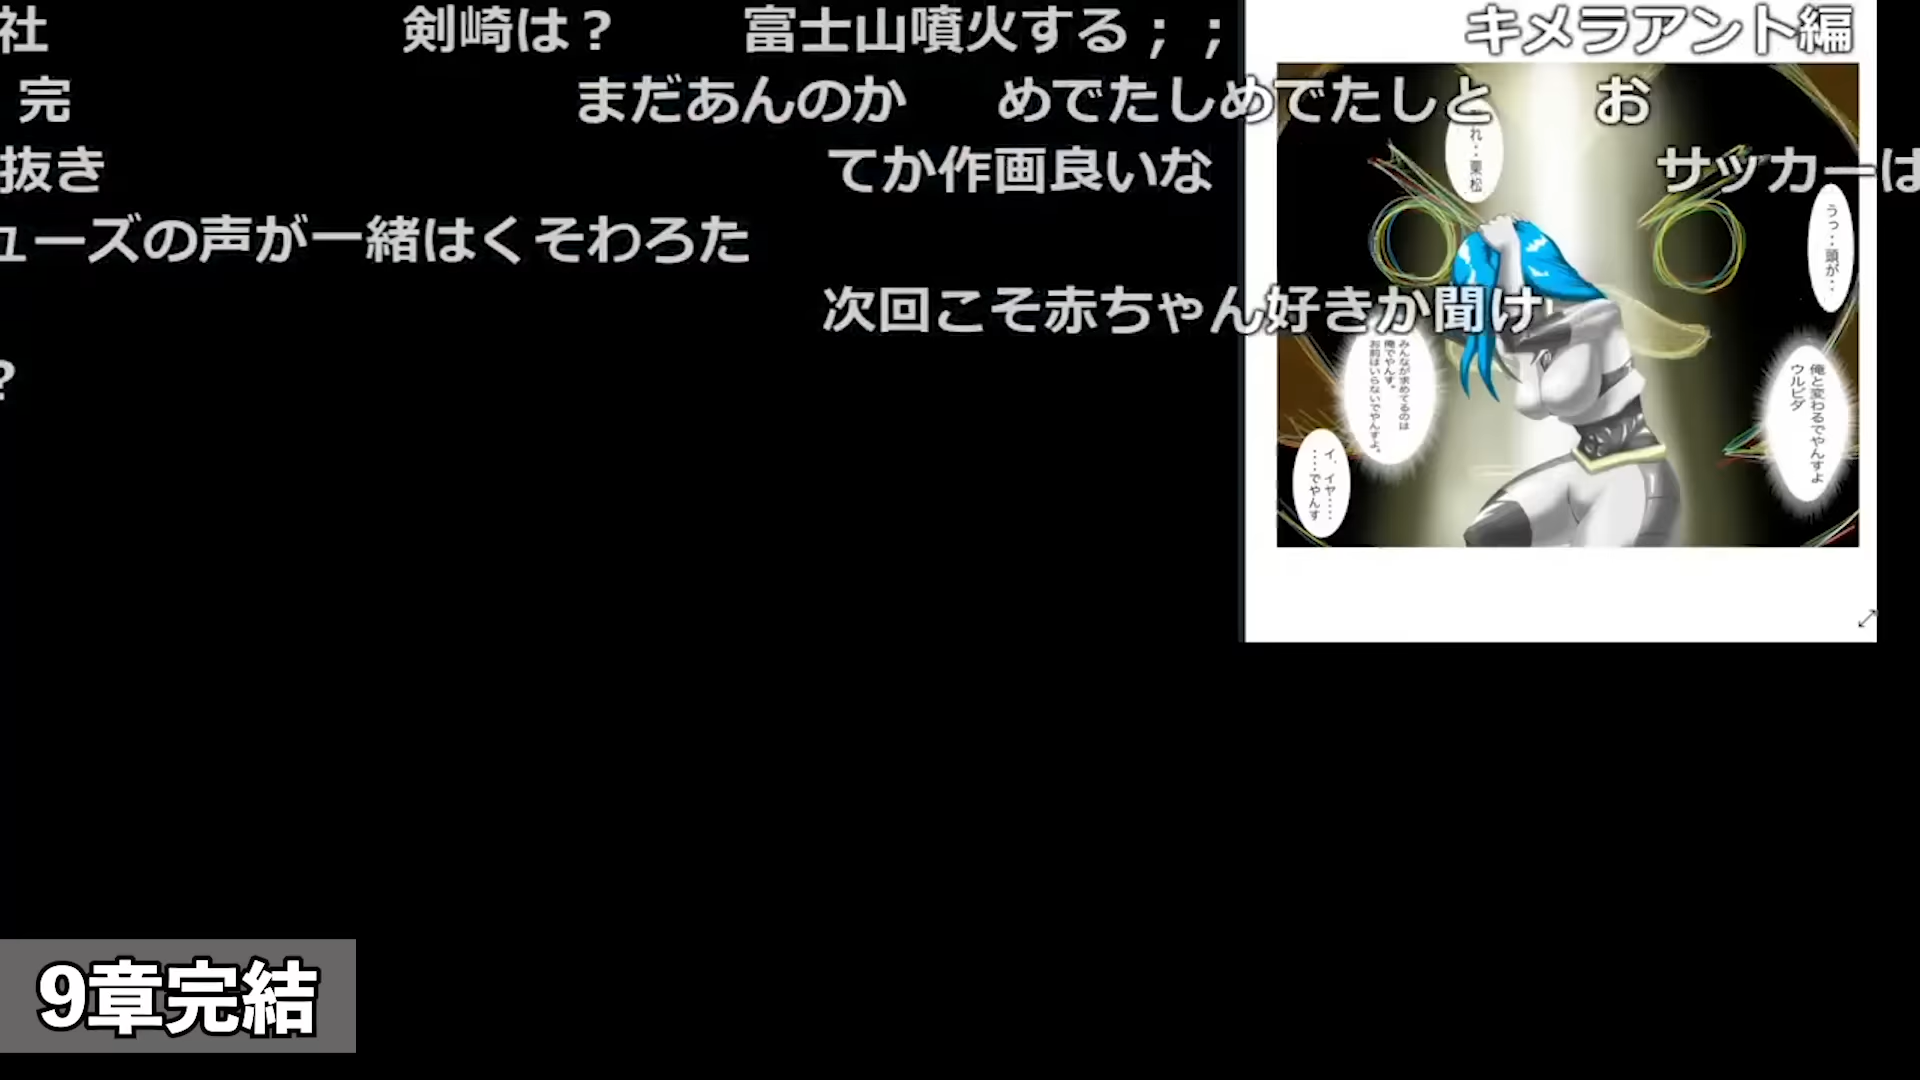 社 剣崎は？ 富士山噴火する；； キメラアント編
完 まだあんのか めでたしめでたしと お
抜き てか作画良いな サッカーは
ューズの声が一緒はくそわろた
次回こそ赤ちゃん好きか聞け
？
れ・・栗松
うっ・・頭が・・
みんなが求めてるのは
俺でやんす。
お前はいらないでやんすよ。
俺と変わるでやんすよ
ウルビダ
イ、イヤ・・・・
・・・・でやんす
9章完結